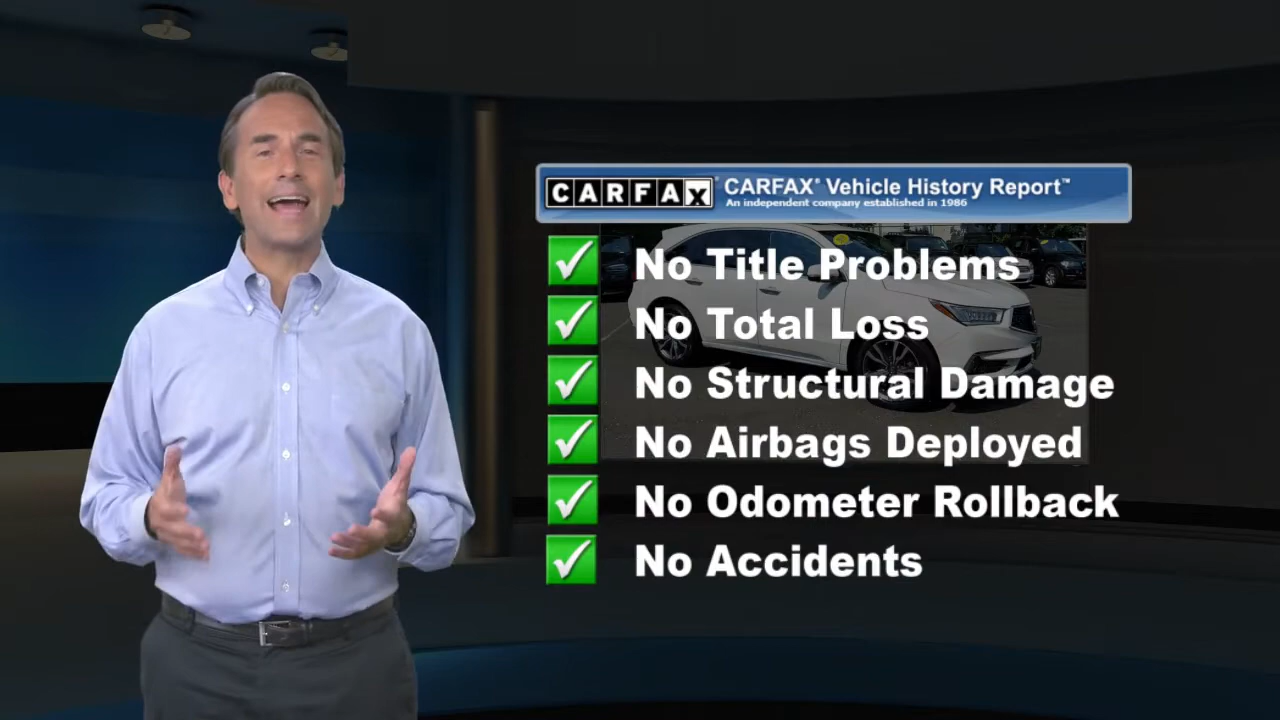 CARFAX® CARFAX® Vehicle History Report™
An independent company established in 1986
No Title Problems
No Total Loss
No Structural Damage
No Airbags Deployed
No Odometer Rollback
No Accidents